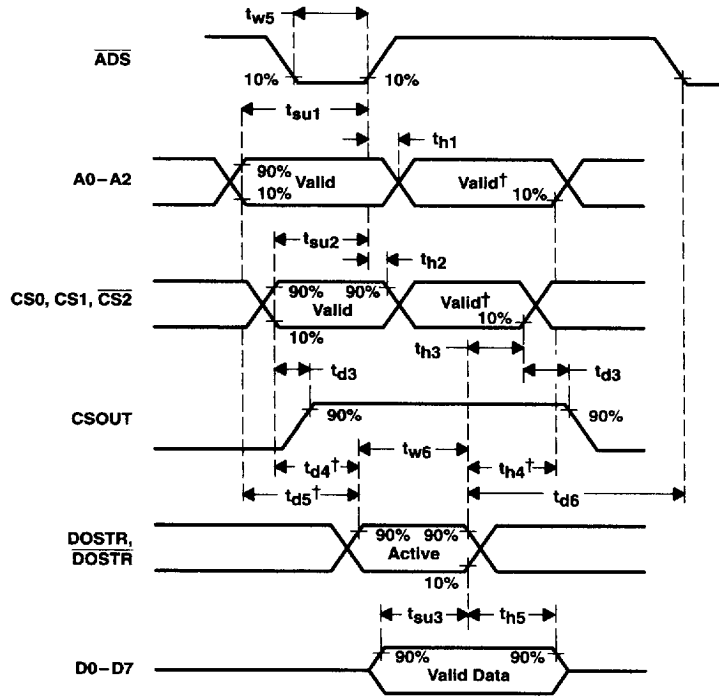 tw5
ADS
10%
10%
tsu1
th1
A0–A2
90%
10%
Valid
Valid†
10%
tsu2
th2
CS0, CS1, CS2
90%
90%
Valid
10%
Valid†
10%
th3
td3
td3
CSOUT
90%
90%
tw6
td4†
th4†
td5†
td6
DOSTR,
DOSTR
90%
90%
Active
10%
tsu3
th5
D0–D7
90%
90%
Valid Data